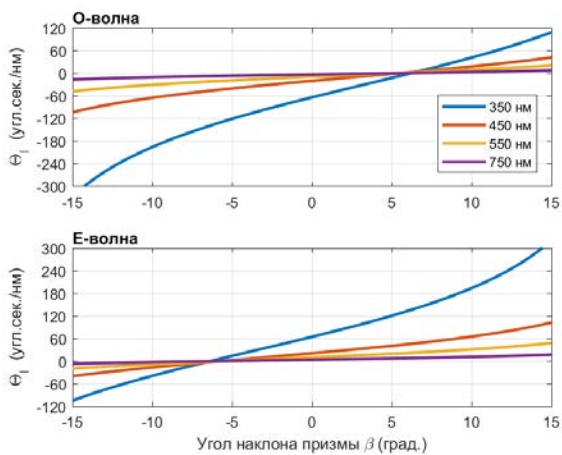 О-волна
120
60
0
-60
-120
-180
-240
-300
Θ_l (угл.сек./нм)
350 нм
450 нм
550 нм
750 нм
-15 -10 -5 0 5 10 15
Е-волна
300
240
180
120
60
0
-60
-120
Θ_l (угл.сек./нм)
-15 -10 -5 0 5 10 15
Угол наклона призмы β (град.)